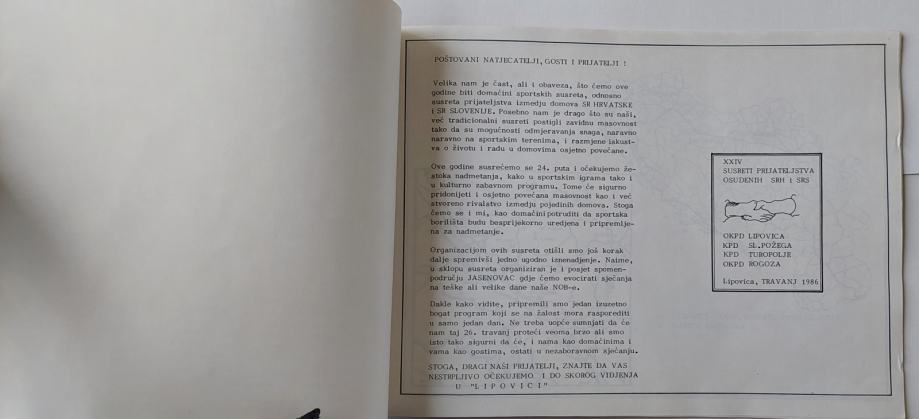 POŠTOVANI NATJECATELJI, GOSTI I PRIJATELJI !
Velika nam je čast, ali i obaveza, što ćemo ove
godine biti domaćini sportskih susreta, odnosno
susreta prijateljstva izmedju domova SR HRVATSKE
i SR SLOVENIJE. Posebno nam je drago što su naši,
već tradicionalni susreti postigli zavidnu masovnost
tako da su mogućnosti odmjeravanja snaga, naravno
naravno na sportskim terenima, i razmjene iskust-
va o životu i radu u domovima osjetno povećane.
Ove godine susrećemo se 24. puta i očekujemo že-
stoka nadmetanja, kako u sportskim igrama tako i
u kulturno zabavnom programu. Tome će sigurno
pridonijeti i osjetno povećana masovnost kao i već
stvoreno rivalstvo izmedju pojedinih domova. Stoga
ćemo se i mi, kao domaćini potruditi da sportska
borilišta budu besprijekorno uredjena i pripremlje-
na za nadmetanje.
Organizacijom ovih susreta otišli smo još korak
dalje spremivši jedno ugodno iznenadjenje. Naime,
u sklopu susreta organiziran je i posjet spomen-
području JASENOVAC gdje ćemo evocirati sjećanja
na teške ali velike dane naše NOB-e.
Dakle kako vidite, pripremili smo jedan izuzetno
bogat program koji se na žalost mora rasporediti
u samo jedan dan. Ne treba uopće sumnjati da će
nam taj 26. travanj proteći veoma brzo ali smo
isto tako sigurni da će, i nama kao domaćinima i
vama kao gostima, ostati u nezaboravnom sjećanju.
STOGA, DRAGI NAŠI PRIJATELJI, ZNAJTE DA VAS
NESTRPLJIVO OČEKUJEMO I DO SKOROG VIDJENJA
U "LIPOVICI"
XXIV
SUSRETI PRIJATELJSTVA
OSUDENIH SRH i SRS
OKPD LIPOVICA
KPD SL.POŽEGA
KPD TUROPOLJE
OKPD ROGOZA
Lipovica, TRAVANJ 1986